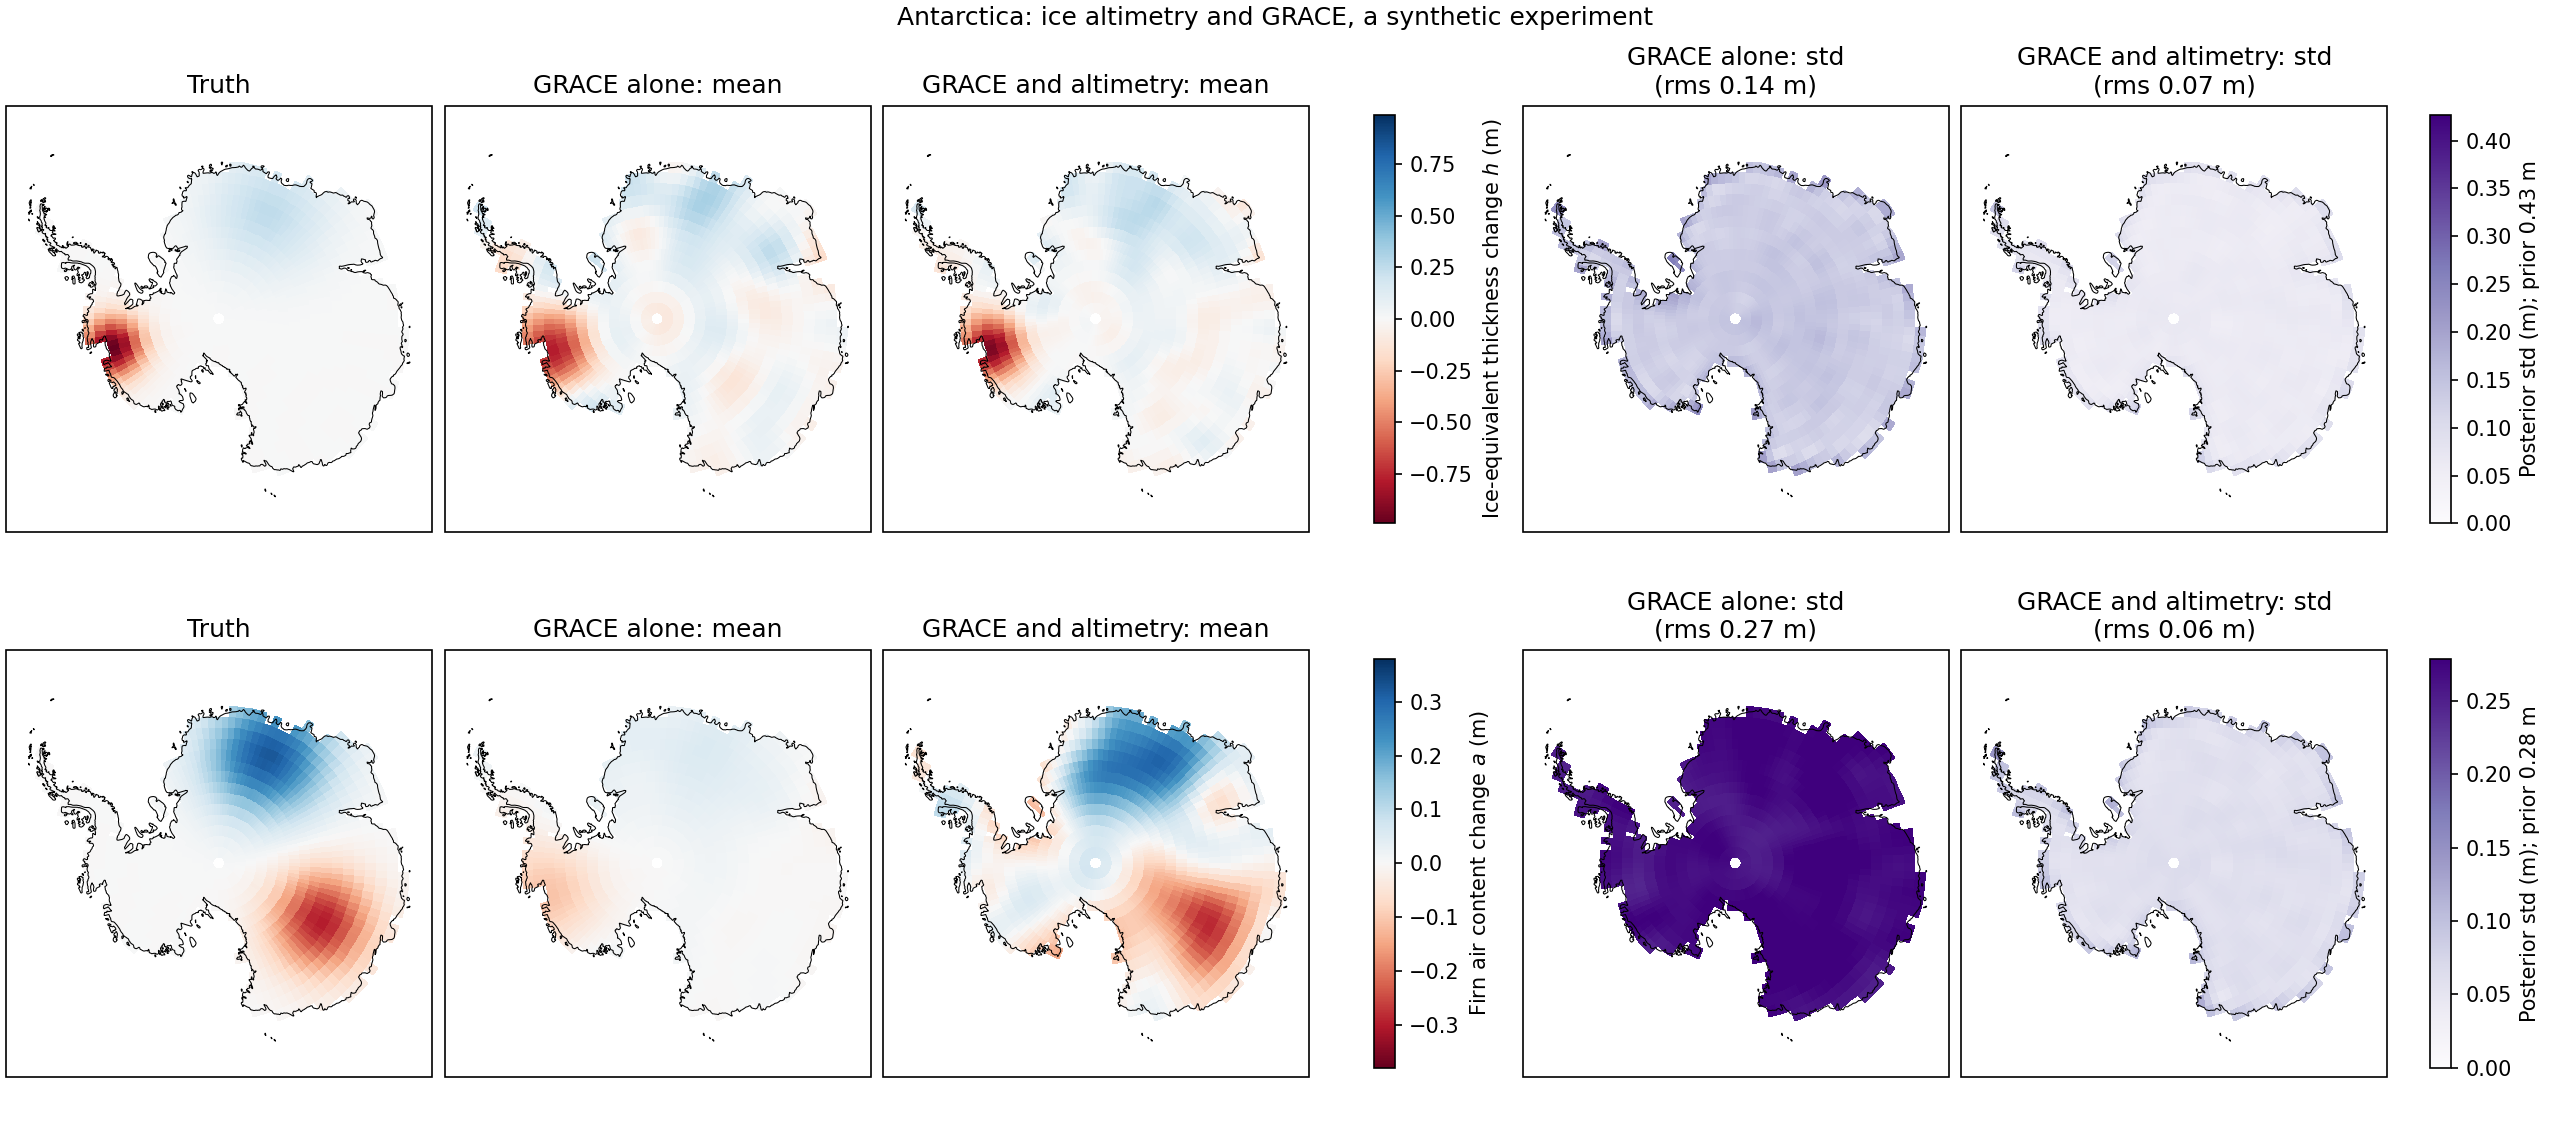 Antarctica: ice altimetry and GRACE, a synthetic experiment
Truth
GRACE alone: mean
GRACE and altimetry: mean
GRACE alone: std
(rms 0.14 m)
GRACE and altimetry: std
(rms 0.07 m)
0.75
0.50
0.25
0.00
−0.25
−0.50
−0.75
Ice-equivalent thickness change h (m)
0.40
0.35
0.30
0.25
0.20
0.15
0.10
0.05
0.00
Posterior std (m); prior 0.43 m
Truth
GRACE alone: mean
GRACE and altimetry: mean
GRACE alone: std
(rms 0.27 m)
GRACE and altimetry: std
(rms 0.06 m)
0.3
0.2
0.1
0.0
−0.1
−0.2
−0.3
Firn air content change a (m)
0.25
0.20
0.15
0.10
0.05
0.00
Posterior std (m); prior 0.28 m